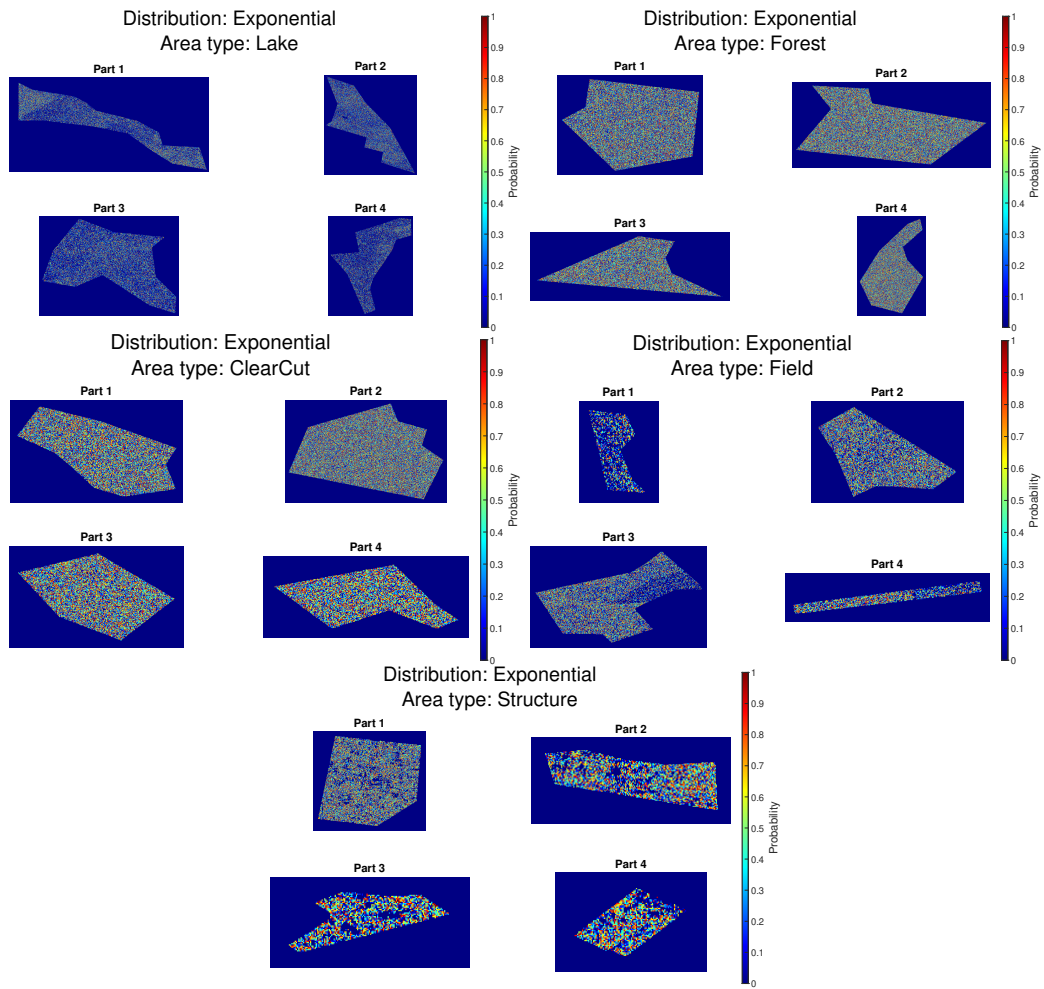 Distribution: Exponential
Area type: Lake
Part 1
Part 2
Part 3
Part 4
1
0.9
0.8
0.7
0.6
0.5
0.4
0.3
0.2
0.1
0
Probability
Distribution: Exponential
Area type: Forest
Part 1
Part 2
Part 3
Part 4
1
0.9
0.8
0.7
0.6
0.5
0.4
0.3
0.2
0.1
0
Probability
Distribution: Exponential
Area type: ClearCut
Part 1
Part 2
Part 3
Part 4
1
0.9
0.8
0.7
0.6
0.5
0.4
0.3
0.2
0.1
0
Probability
Distribution: Exponential
Area type: Field
Part 1
Part 2
Part 3
Part 4
1
0.9
0.8
0.7
0.6
0.5
0.4
0.3
0.2
0.1
0
Probability
Distribution: Exponential
Area type: Structure
Part 1
Part 2
Part 3
Part 4
1
0.9
0.8
0.7
0.6
0.5
0.4
0.3
0.2
0.1
0
Probability